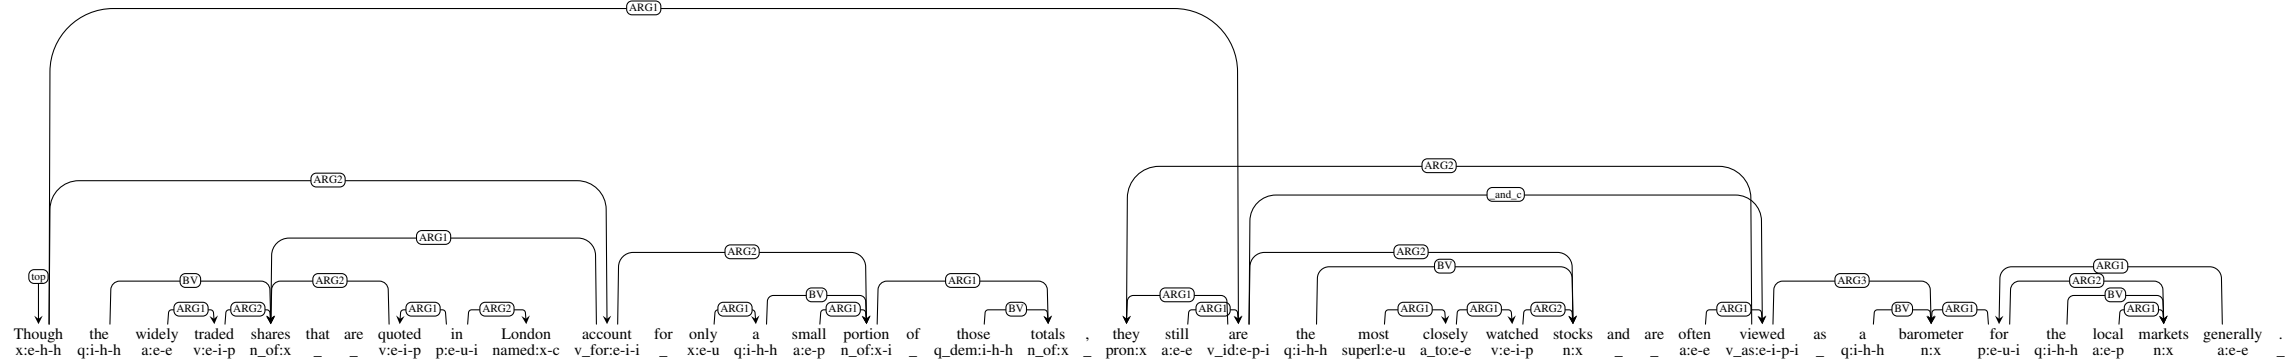 ARG1
ARG2 ARG2
_and_c
ARG1 ARG2 ARG2 BV
top BV ARG2 ARG1 ARG3 ARG1 ARG2
BV ARG1 BV
ARG1 ARG2 ARG1 ARG2 ARG1 ARG1 BV ARG1 ARG1 ARG1 ARG2 ARG1 BV ARG1 ARG1
Though the widely traded shares that are quoted in London account for only a small portion of those totals , they still are the most closely watched stocks and are often viewed as a barometer for the local markets generally .
x:e-h-h q:i-h-h a:e-e v:e-i-p n_of:x _ _ v:e-i-p p:e-u-i named:x-c v_for:e-i-i _ x:e-u q:i-h-h a:e-p n_of:x-i _ q_dem:i-h-h n_of:x _ pron:x a:e-e v_id:e-p-i q:i-h-h superl:e-u a_to:e-e v:e-i-p n:x _ _ a:e-e v_as:e-i-p-i _ q:i-h-h n:x p:e-u-i q:i-h-h a:e-p n:x a:e-e _